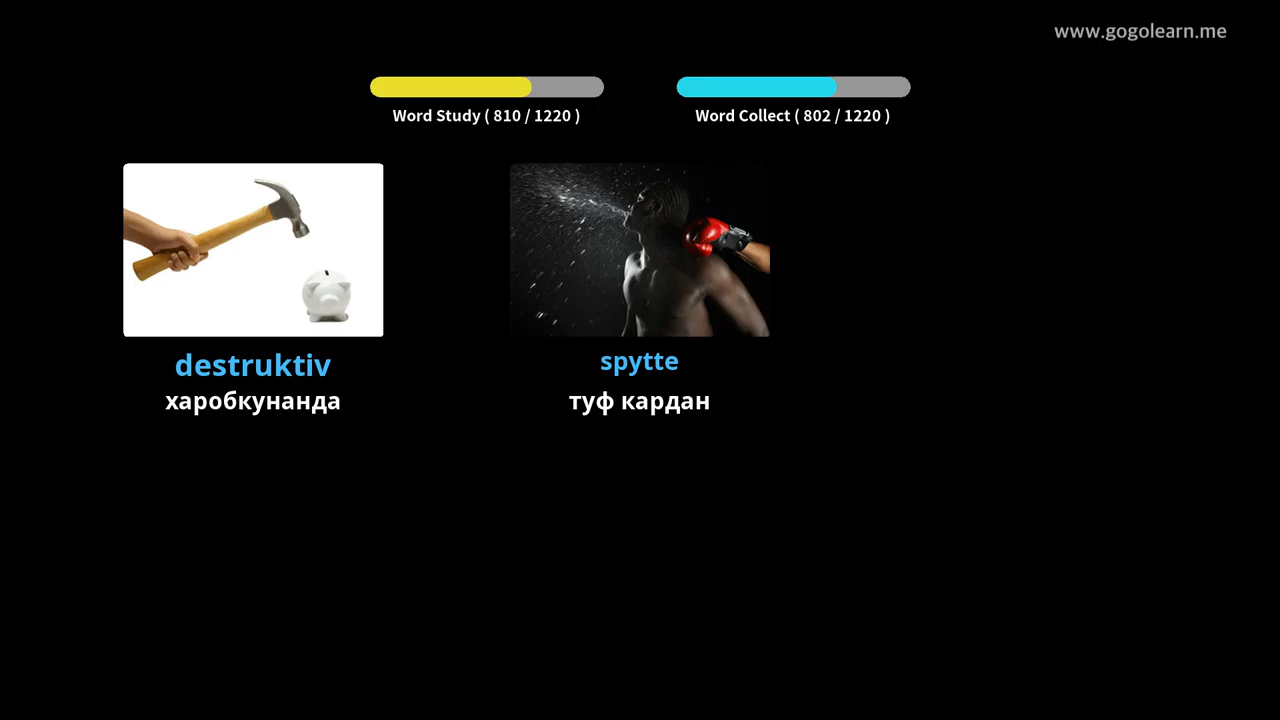 www.gogolearn.me
Word Study ( 810 / 1220 )
Word Collect ( 802 / 1220 )
destruktiv
харобкунанда
spytte
туф кардан